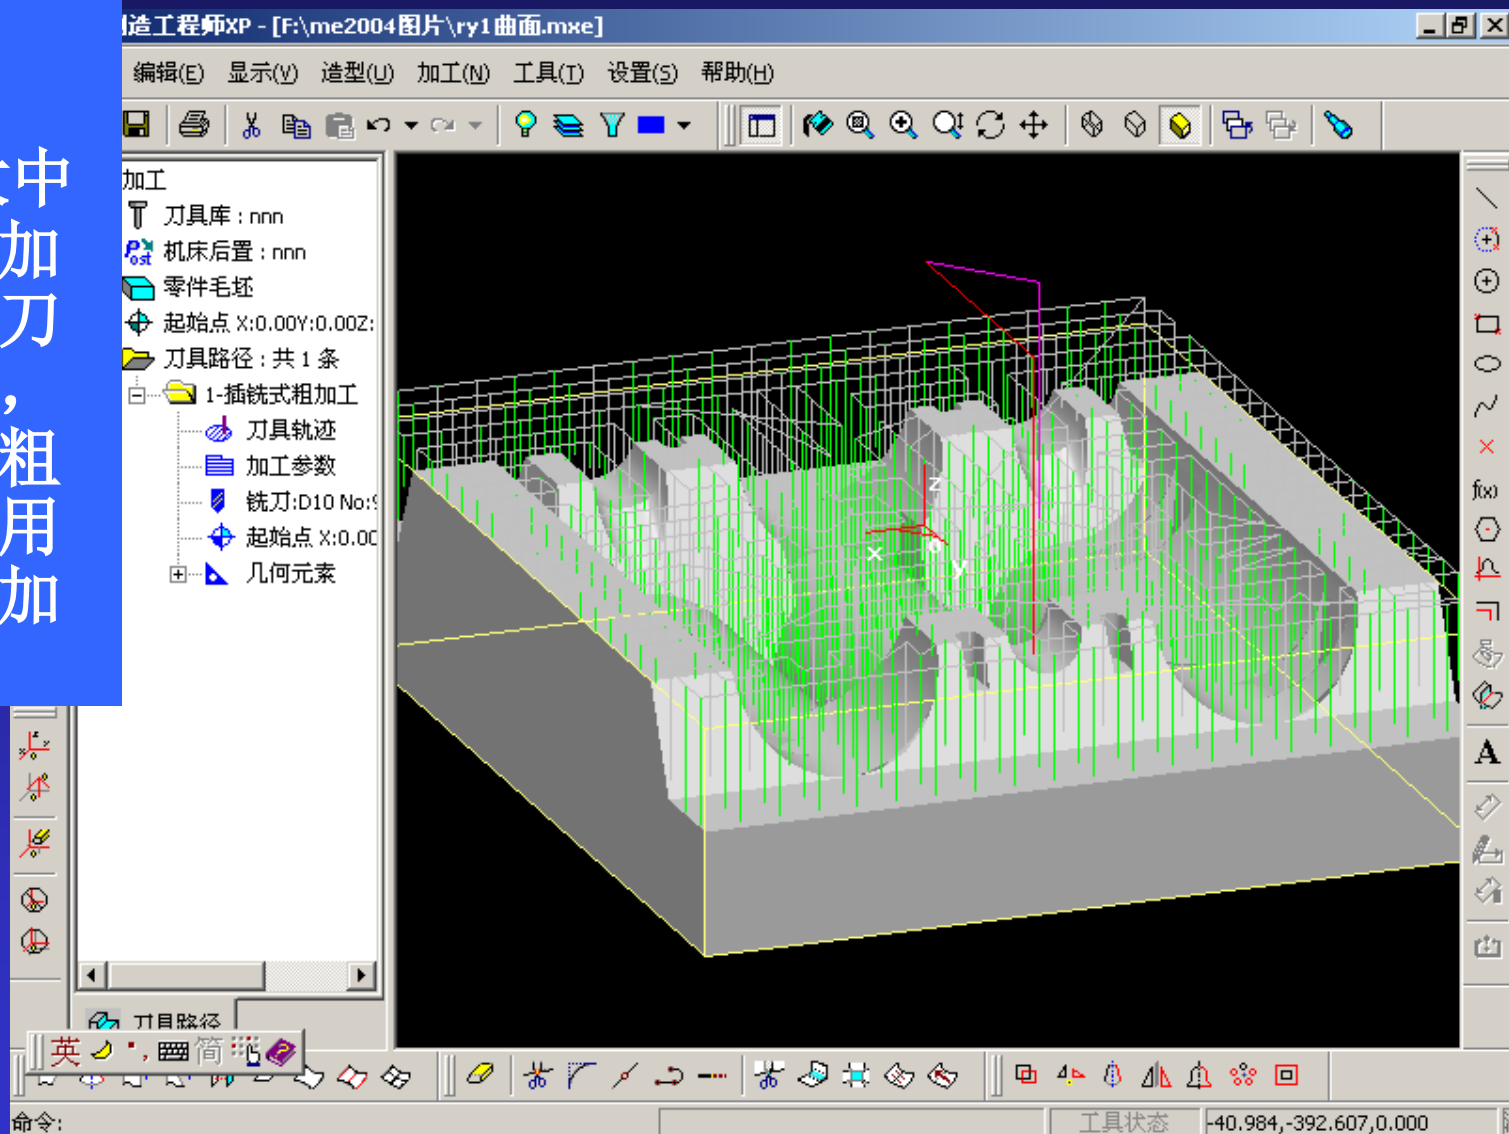 造工程师XP - [F:\me2004图片\ry1曲面.mxe]
编辑(E) 显示(V) 造型(U) 加工(N) 工具(T) 设置(S) 帮助(H)
中
加
刀
，
粗
用
加
加工
刀具库 : nnn
机床后置 : nnn
零件毛坯
起始点 X:0.00Y:0.00Z:
刀具路径 : 共 1 条
1-插铣式粗加工
刀具轨迹
加工参数
铣刀:D10 No:
起始点 X:0.00
几何元素
z
x
o
y
f(x)
A
刀具路径
英 简
命令:
工具状态
-40.984,-392.607,0.000